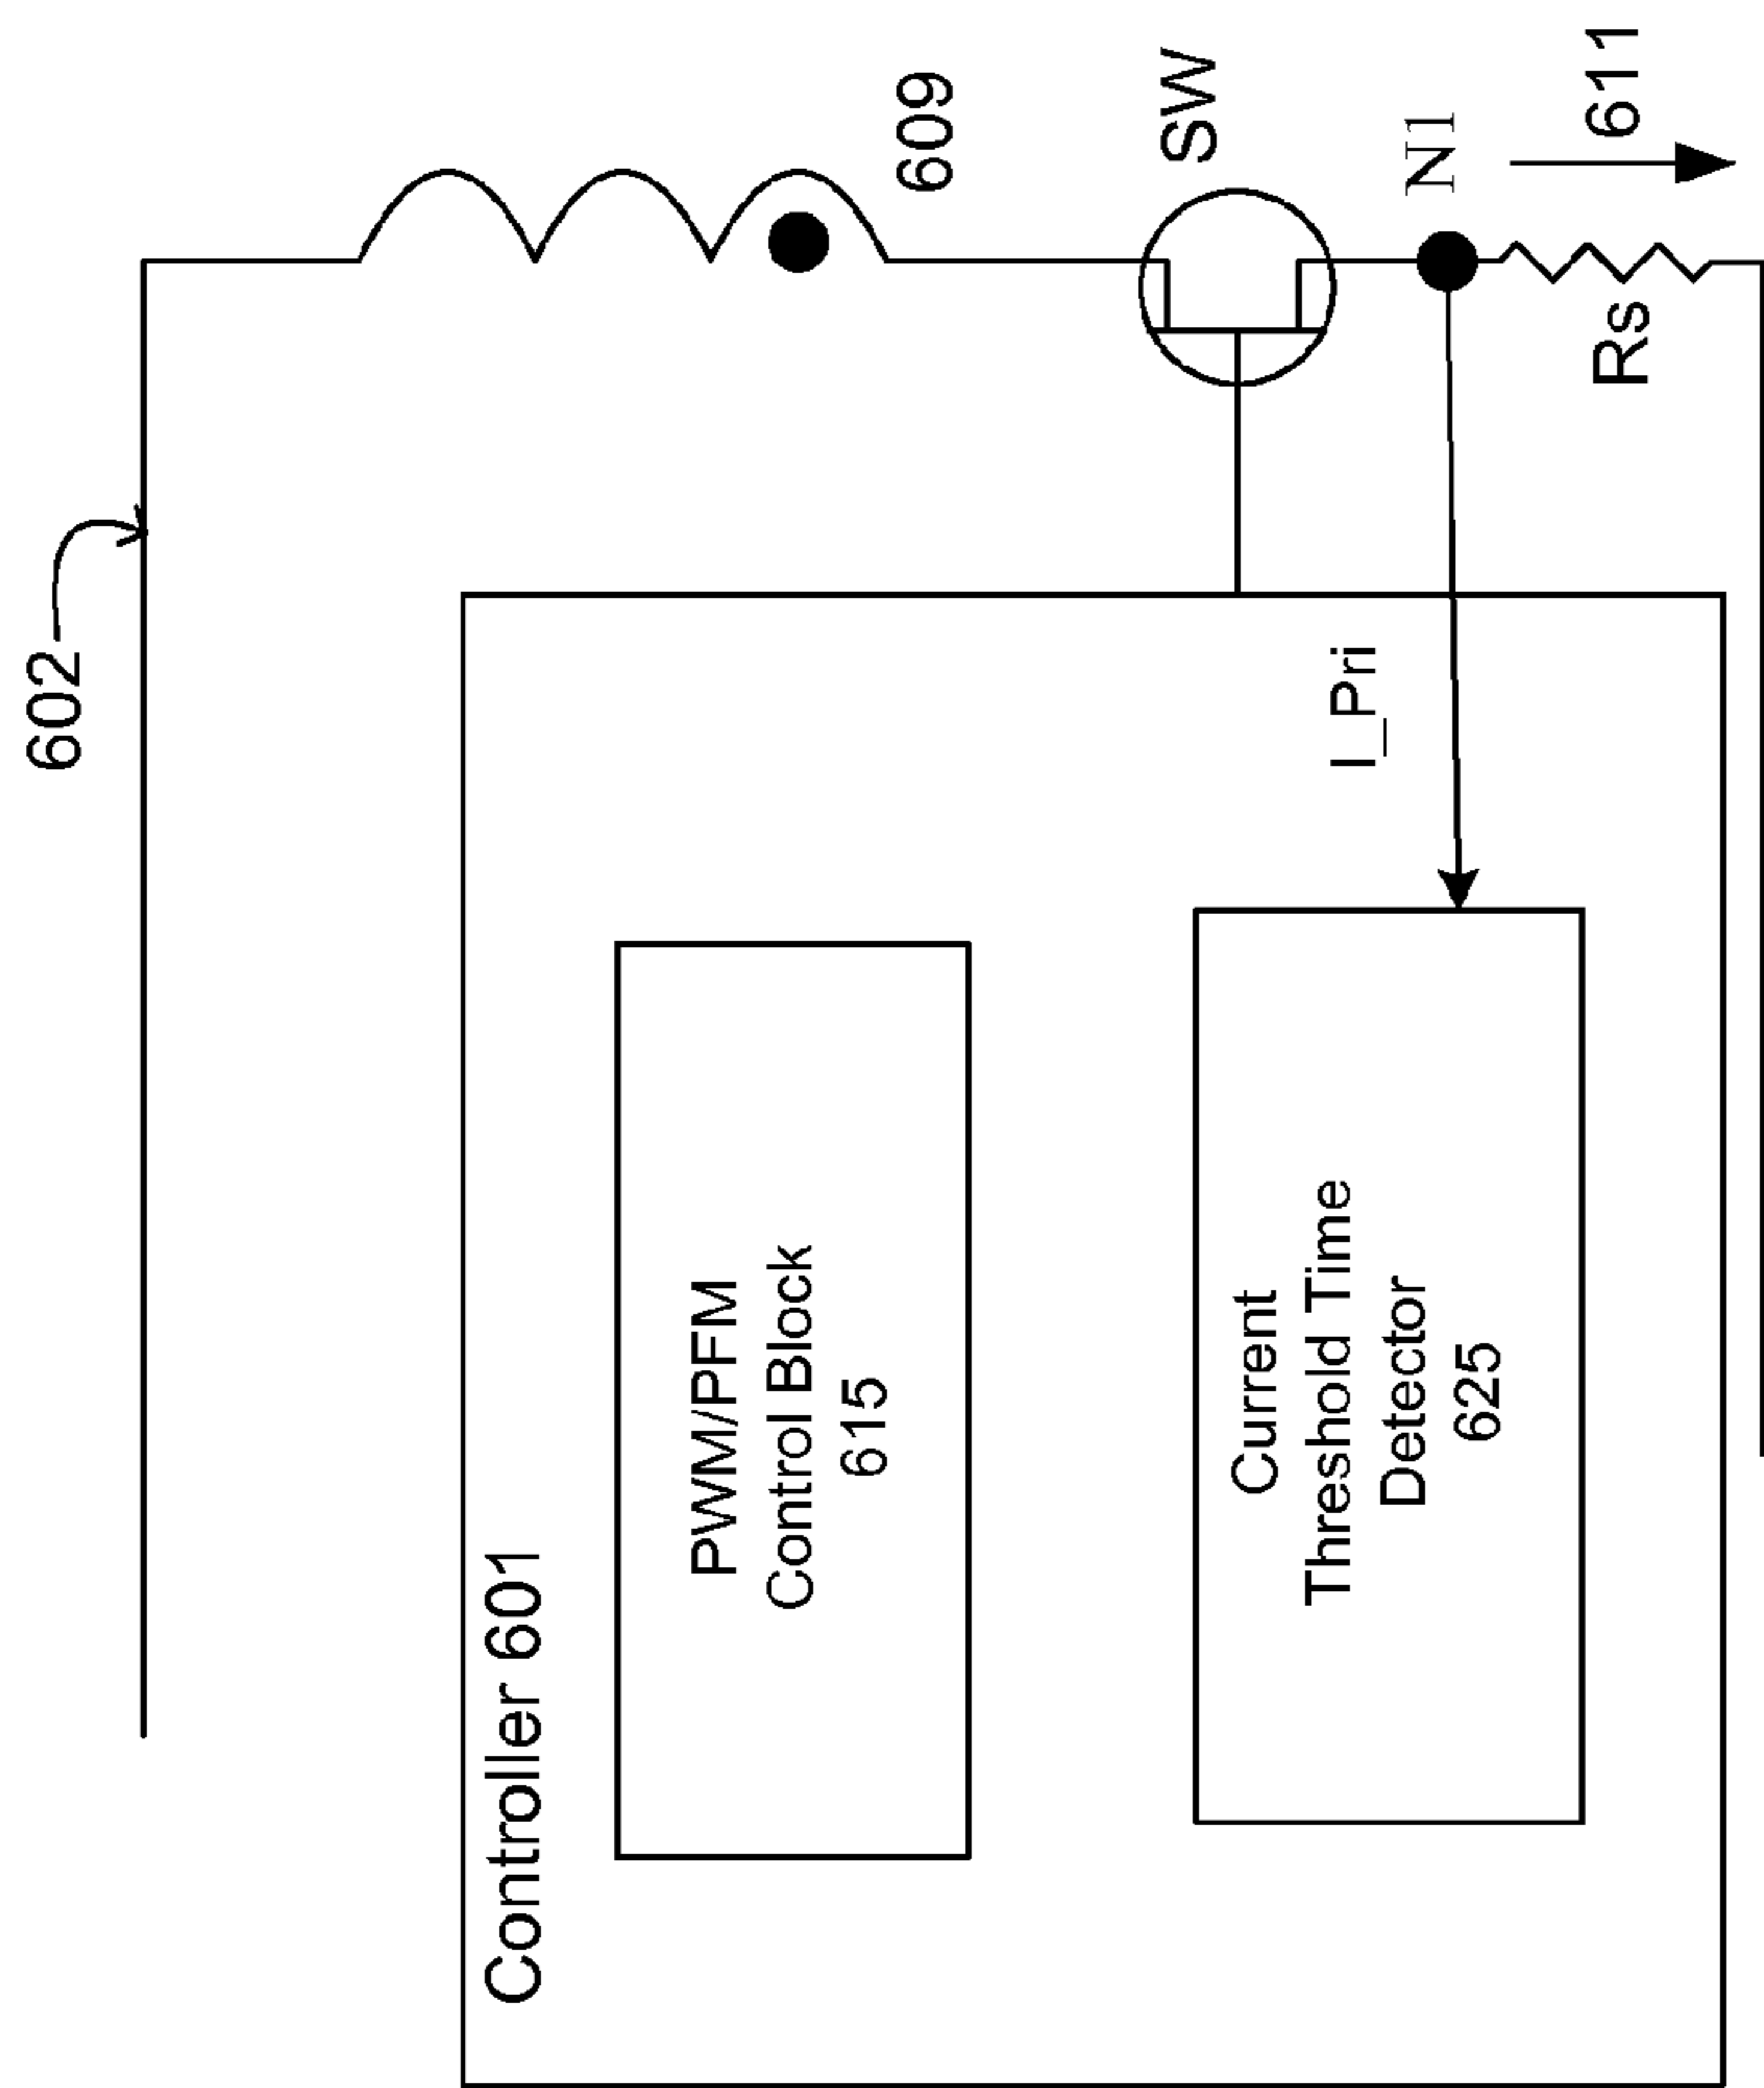 602
609
SW
N1
611
Rs
I_Pri
Controller 601
PWM/PFM
Control Block
615
Current
Threshold Time
Detector
625